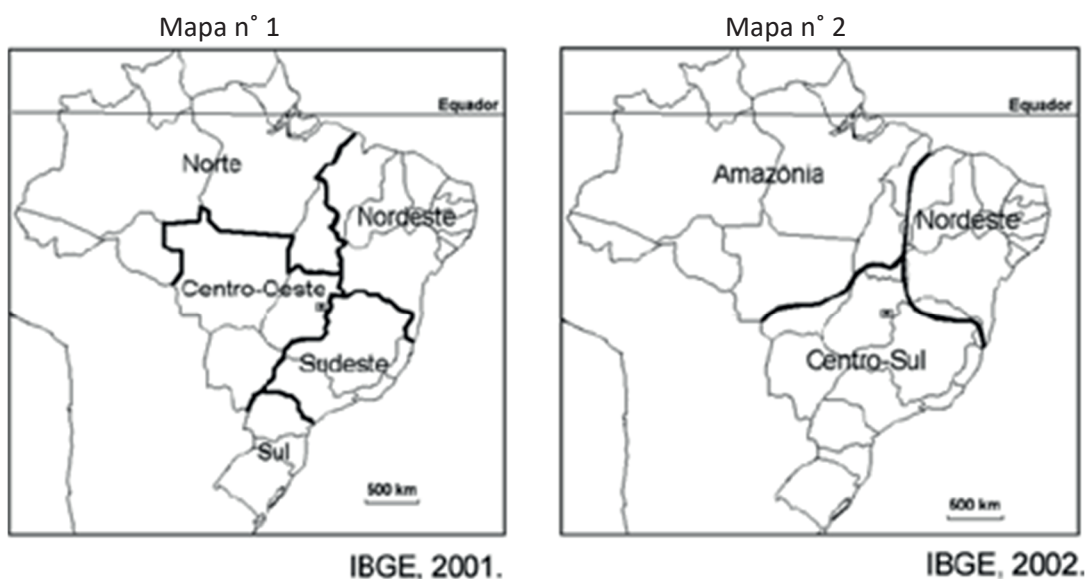 Mapa n˚ 1
Equador
Norte
Nordeste
Centro-Oeste
Sudeste
Sul
500 km
IBGE, 2001.
Mapa n˚ 2
Equador
Amazônia
Nordeste
Centro-Sul
500 km
IBGE, 2002.